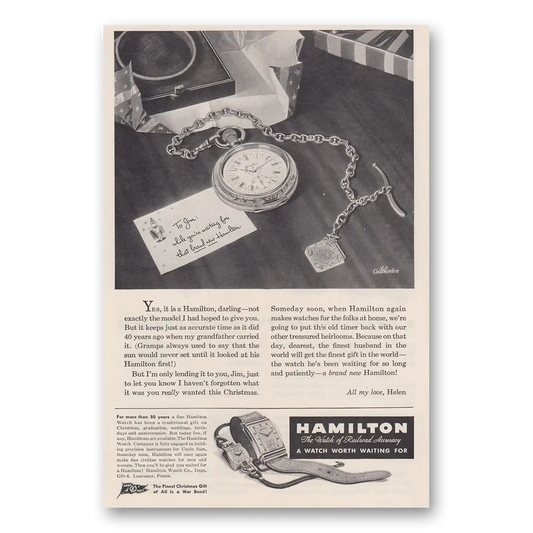 To Jim:
while you're waiting for
that brand new Hamilton
Culberton
YES, it is a Hamilton, darling—not
exactly the model I had hoped to give you.
But it keeps just as accurate time as it did
40 years ago when my grandfather carried
it. (Gramps always used to say that the
sun would never set until it looked at his
Hamilton first!)
But I'm only lending it to you, Jim, just
to let you know I haven't forgotten what
it was you really wanted this Christmas.
Someday soon, when Hamilton again
makes watches for the folks at home, we're
going to put this old timer back with our
other treasured heirlooms. Because on that
day, dearest, the finest husband in the
world will get the finest gift in the world—
the watch he's been waiting for so long
and patiently—a brand new Hamilton!
All my love, Helen
For more than 50 years a fine Hamilton
Watch has been a traditional gift on
Christmas, graduation, weddings, birth-
days and anniversaries. But today few, if
any, Hamiltons are available. The Hamilton
Watch Company is fully engaged in build-
ing precision instruments for Uncle Sam.
Someday soon, Hamilton will once again
make fine civilian watches for men and
women. Then you'll be glad you waited for
a Hamilton! Hamilton Watch Co., Dept.
GD-4, Lancaster, Penna.
The Finest Christmas Gift
of All is a War Bond!
HAMILTON
The Watch of Railroad Accuracy
A WATCH WORTH WAITING FOR